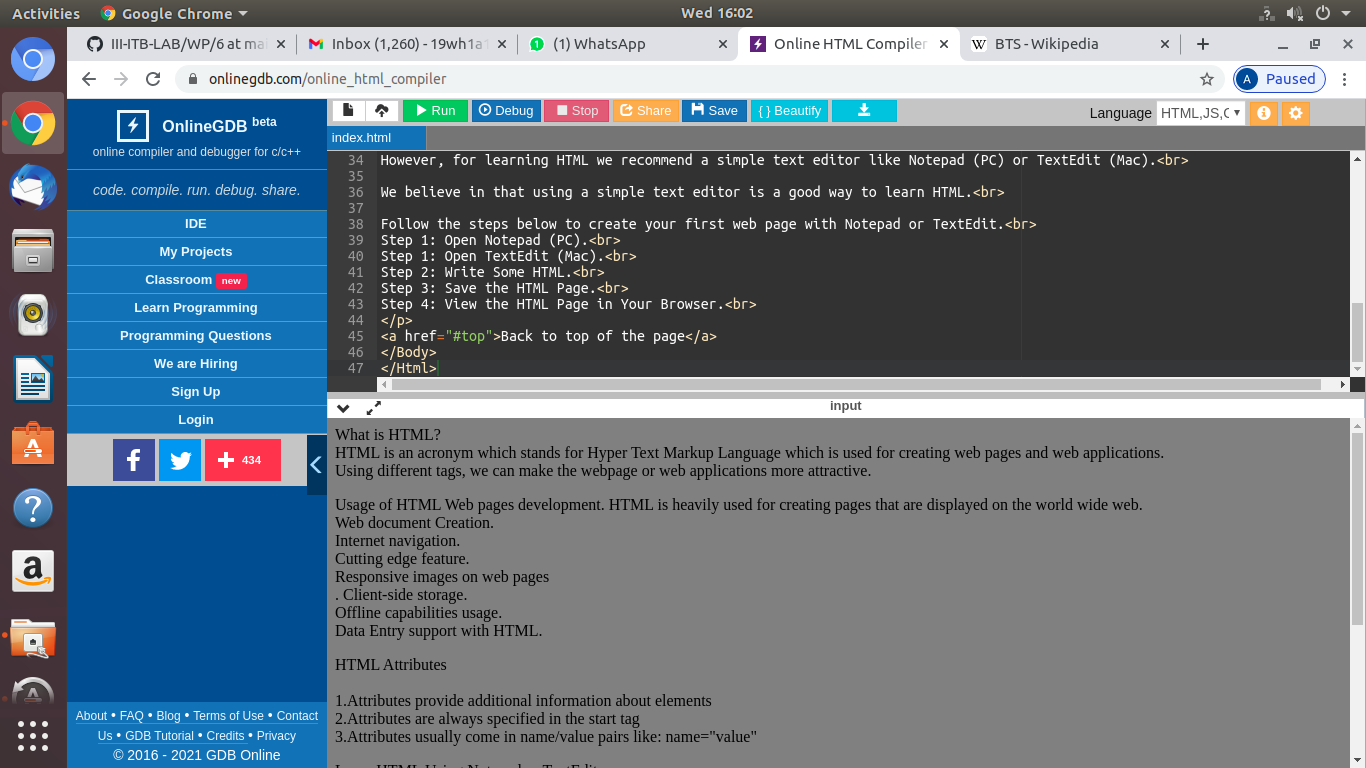 Activities Google Chrome Wed 16:02
III-ITB-LAB/WP/6 at ma
Inbox (1,260) - 19wh1a1
(1) WhatsApp
Online HTML Compiler
BTS - Wikipedia
onlinegdb.com/online_html_compiler
A Paused
OnlineGDB beta
online compiler and debugger for c/c++
code. compile. run. debug. share.
IDE
My Projects
Classroom new
Learn Programming
Programming Questions
We are Hiring
Sign Up
Login
434
About • FAQ • Blog • Terms of Use • Contact
Us • GDB Tutorial • Credits • Privacy
© 2016 - 2021 GDB Online
Run Debug Stop Share Save { } Beautify
Language HTML,JS,C
index.html
34 However, for learning HTML we recommend a simple text editor like Notepad (PC) or TextEdit (Mac).<br>
35
36 We believe in that using a simple text editor is a good way to learn HTML.<br>
37
38 Follow the steps below to create your first web page with Notepad or TextEdit.<br>
39 Step 1: Open Notepad (PC).<br>
40 Step 1: Open TextEdit (Mac).<br>
41 Step 2: Write Some HTML.<br>
42 Step 3: Save the HTML Page.<br>
43 Step 4: View the HTML Page in Your Browser.<br>
44 </p>
45 <a href="#top">Back to top of the page</a>
46 </Body>
47 </Html>
input
What is HTML?
HTML is an acronym which stands for Hyper Text Markup Language which is used for creating web pages and web applications.
Using different tags, we can make the webpage or web applications more attractive.
Usage of HTML Web pages development. HTML is heavily used for creating pages that are displayed on the world wide web.
Web document Creation.
Internet navigation.
Cutting edge feature.
Responsive images on web pages
. Client-side storage.
Offline capabilities usage.
Data Entry support with HTML.
HTML Attributes
1.Attributes provide additional information about elements
2.Attributes are always specified in the start tag
3.Attributes usually come in name/value pairs like: name="value"